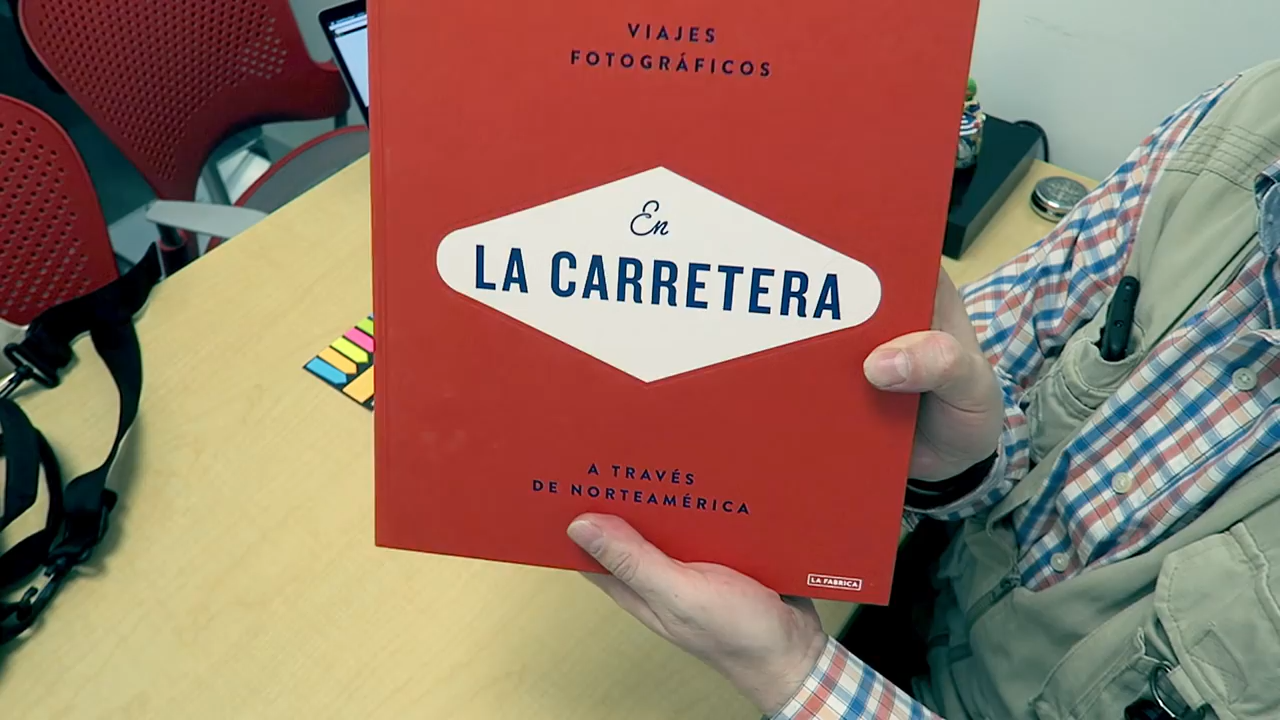 VIAJES
FOTOGRÁFICOS
En
LA CARRETERA
A TRAVÉS
DE NORTEAMÉRICA
LA FABRICA